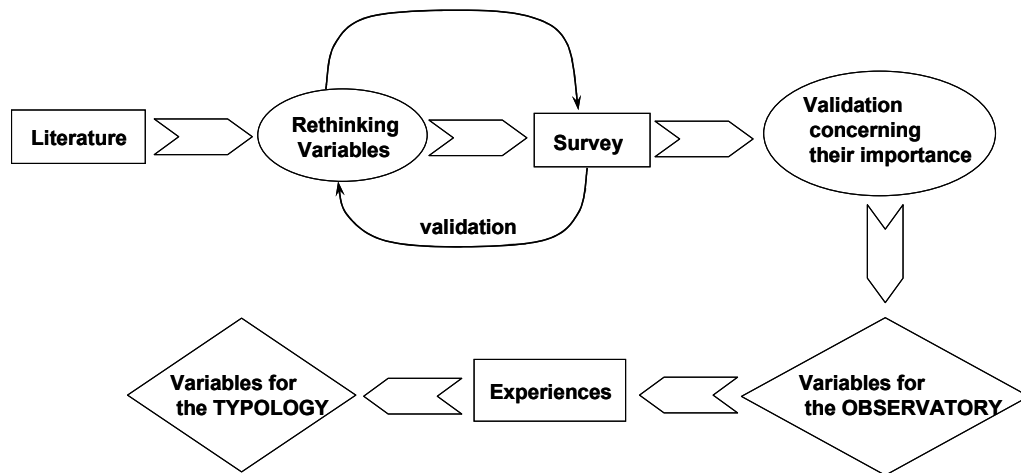 Literature
Rethinking
Variables
Survey
Validation
concerning
their importance
validation
Variables for
the TYPOLOGY
Experiences
Variables for
the OBSERVATORY